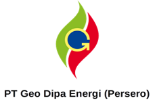 PT Geo Dipa Energi (Persero)